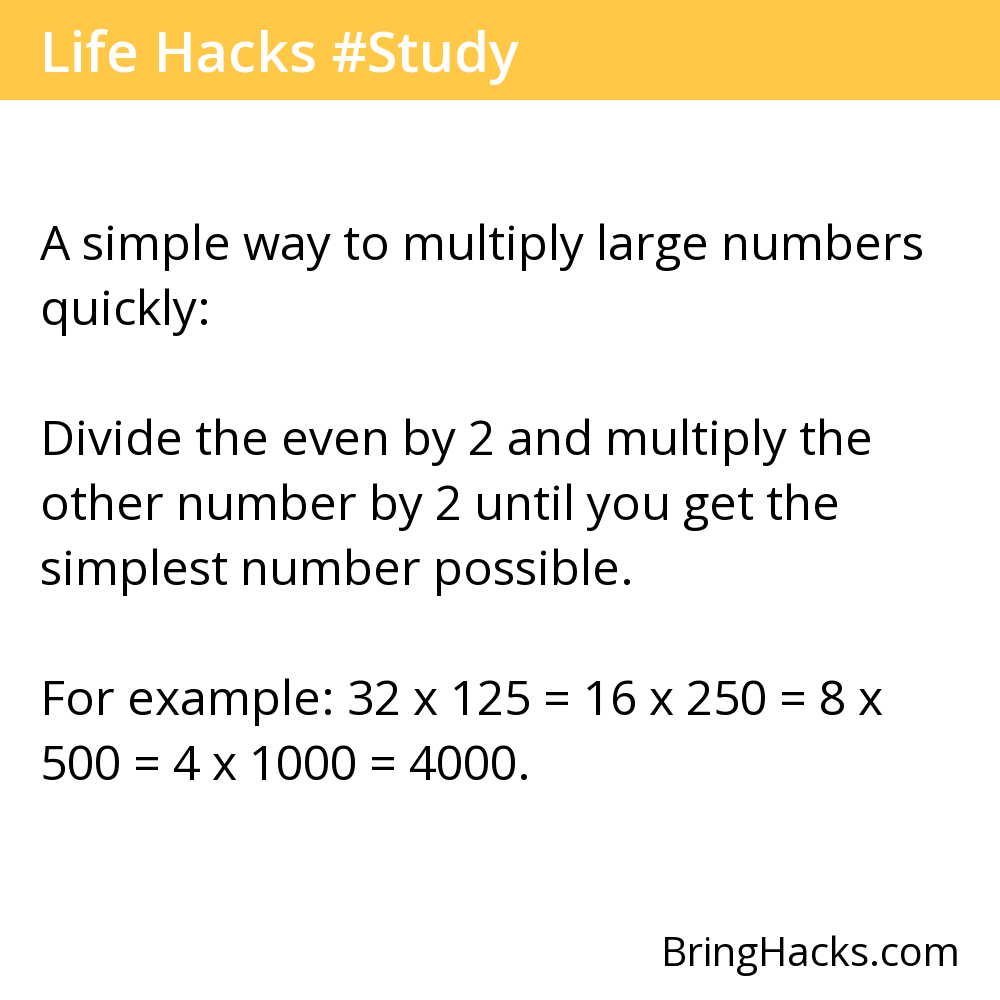 Life Hacks #Study
A simple way to multiply large numbers
quickly:
Divide the even by 2 and multiply the
other number by 2 until you get the
simplest number possible.
For example: 32 x 125 = 16 x 250 = 8 x
500 = 4 x 1000 = 4000.
BringHacks.com